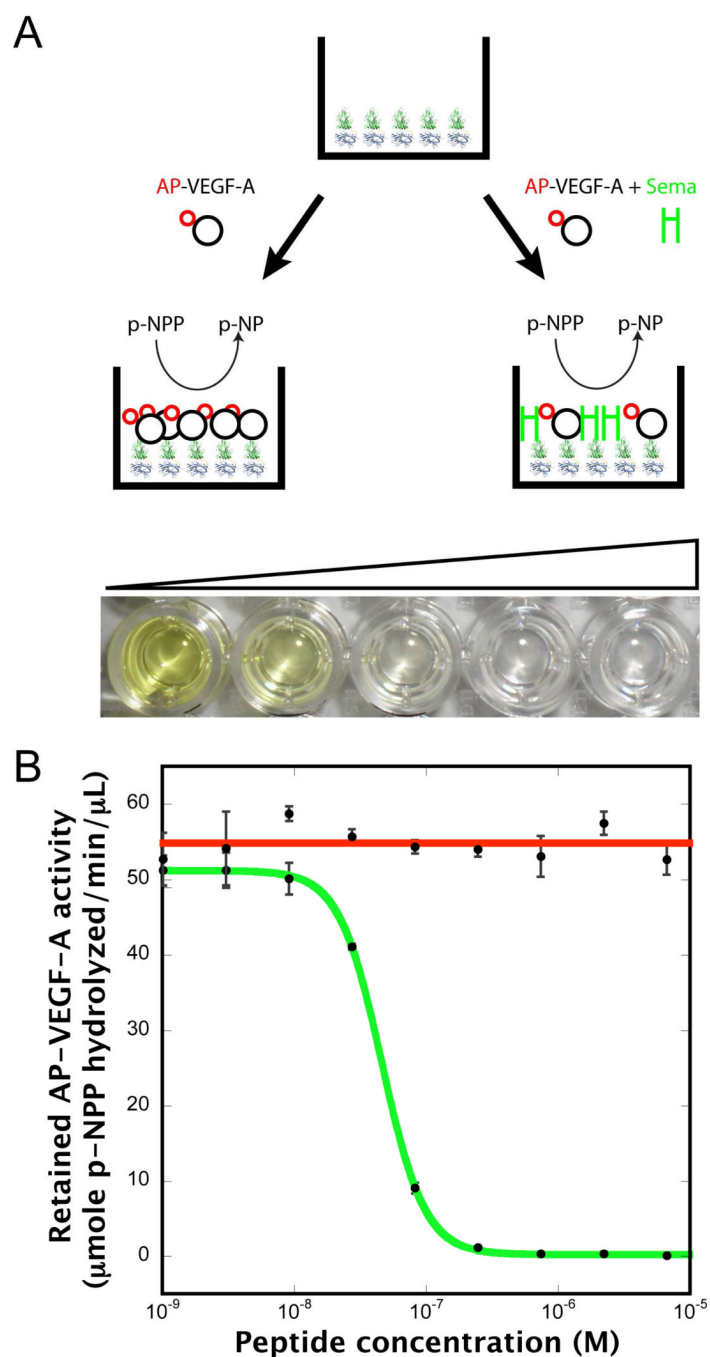 A
AP-VEGF-A
AP-VEGF-A + Sema
p-NPP p-NP
p-NPP p-NP
B
Retained AP-VEGF-A activity
(μmole p-NPP hydrolyzed/min/μL)
60
50
40
30
20
10
0
10-9 10-8 10-7 10-6 10-5
Peptide concentration (M)